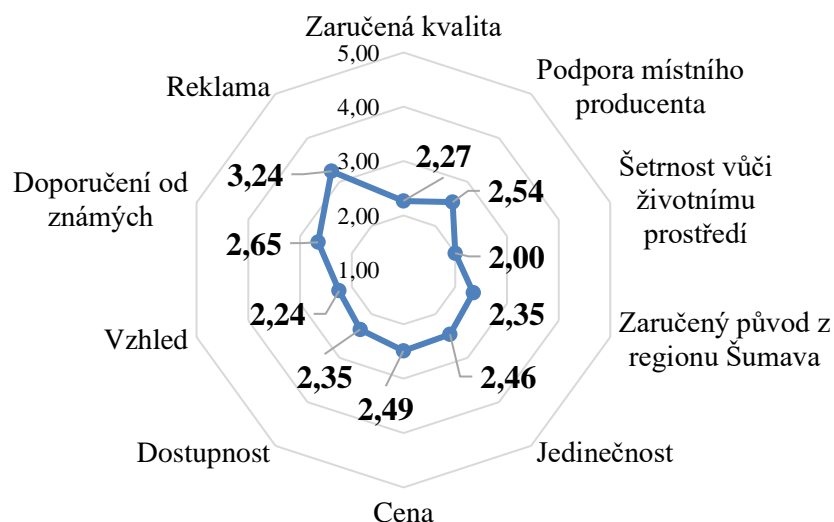 Zaručená kvalita
5,00
Podpora místního
producenta
Reklama
4,00
3,00
2,27
3,24
2,54
Šetrnost vůči
životnímu
prostředí
Doporučení od
známých
2,00
2,65
2,00
1,00
2,24
2,35
Zaručený původ z
regionu Šumava
Vzhled
2,35
2,46
2,49
Dostupnost
Jedinečnost
Cena